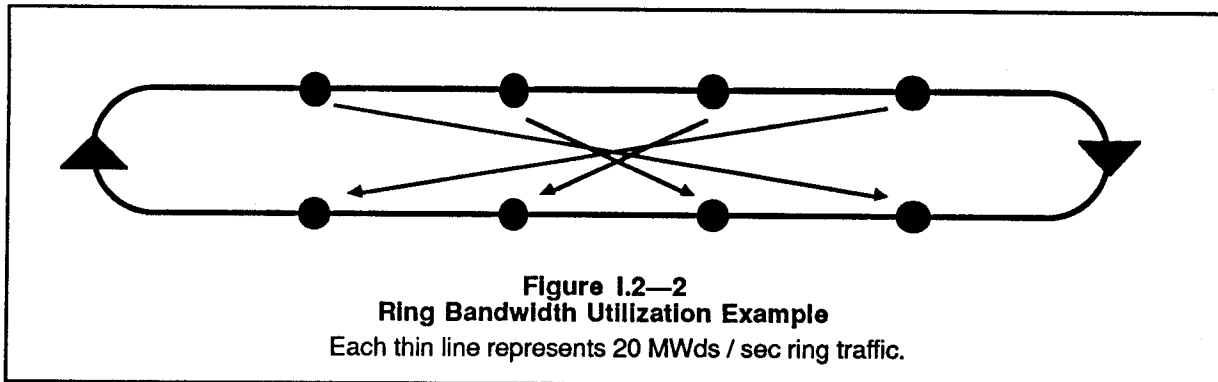 Figure I.2—2
Ring Bandwidth Utilization Example
Each thin line represents 20 MWds / sec ring traffic.